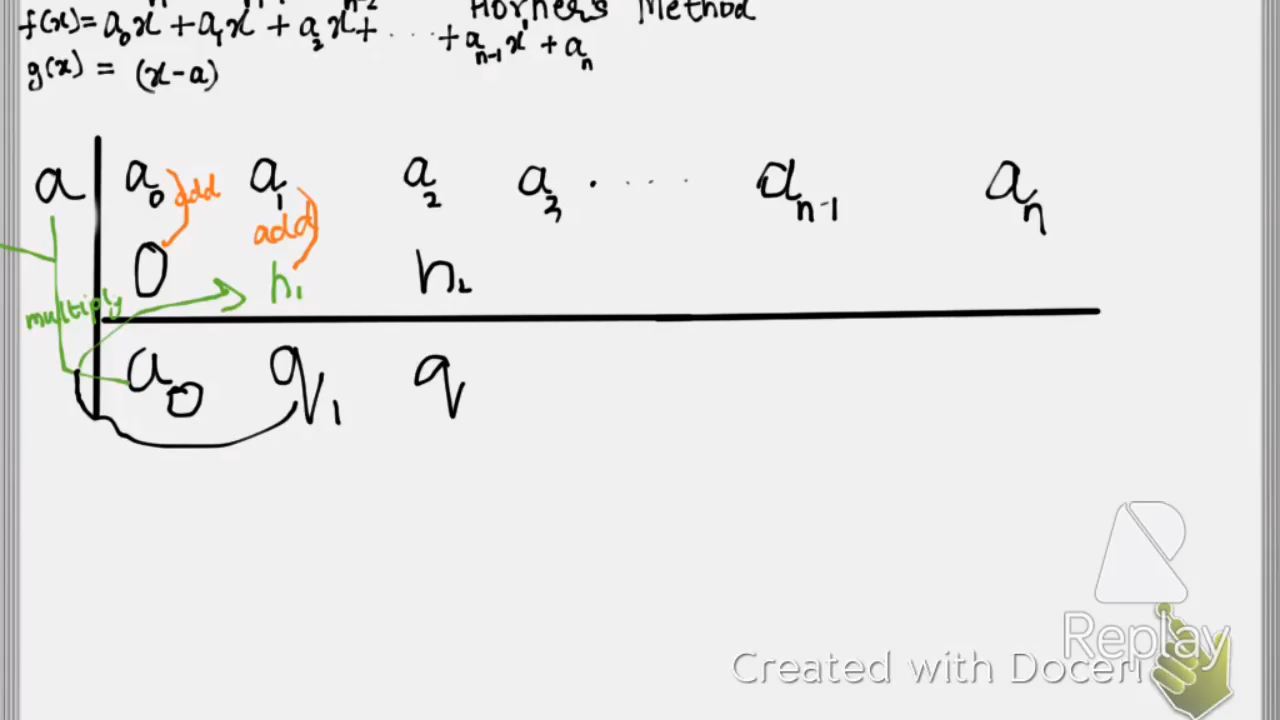 Horner's Method
f(x)= a₀xⁿ + a₁xⁿ⁻¹ + a₂xⁿ⁻² + ..... + aₙ₋₁x¹ + aₙ
g(x) = (x-a)
a a₀ a₁ a₂ a₃ ..... aₙ₋₁ aₙ
add
add
0 h₁ h₂
multiply
a₀ q₁ q
Replay
Created with Doceri